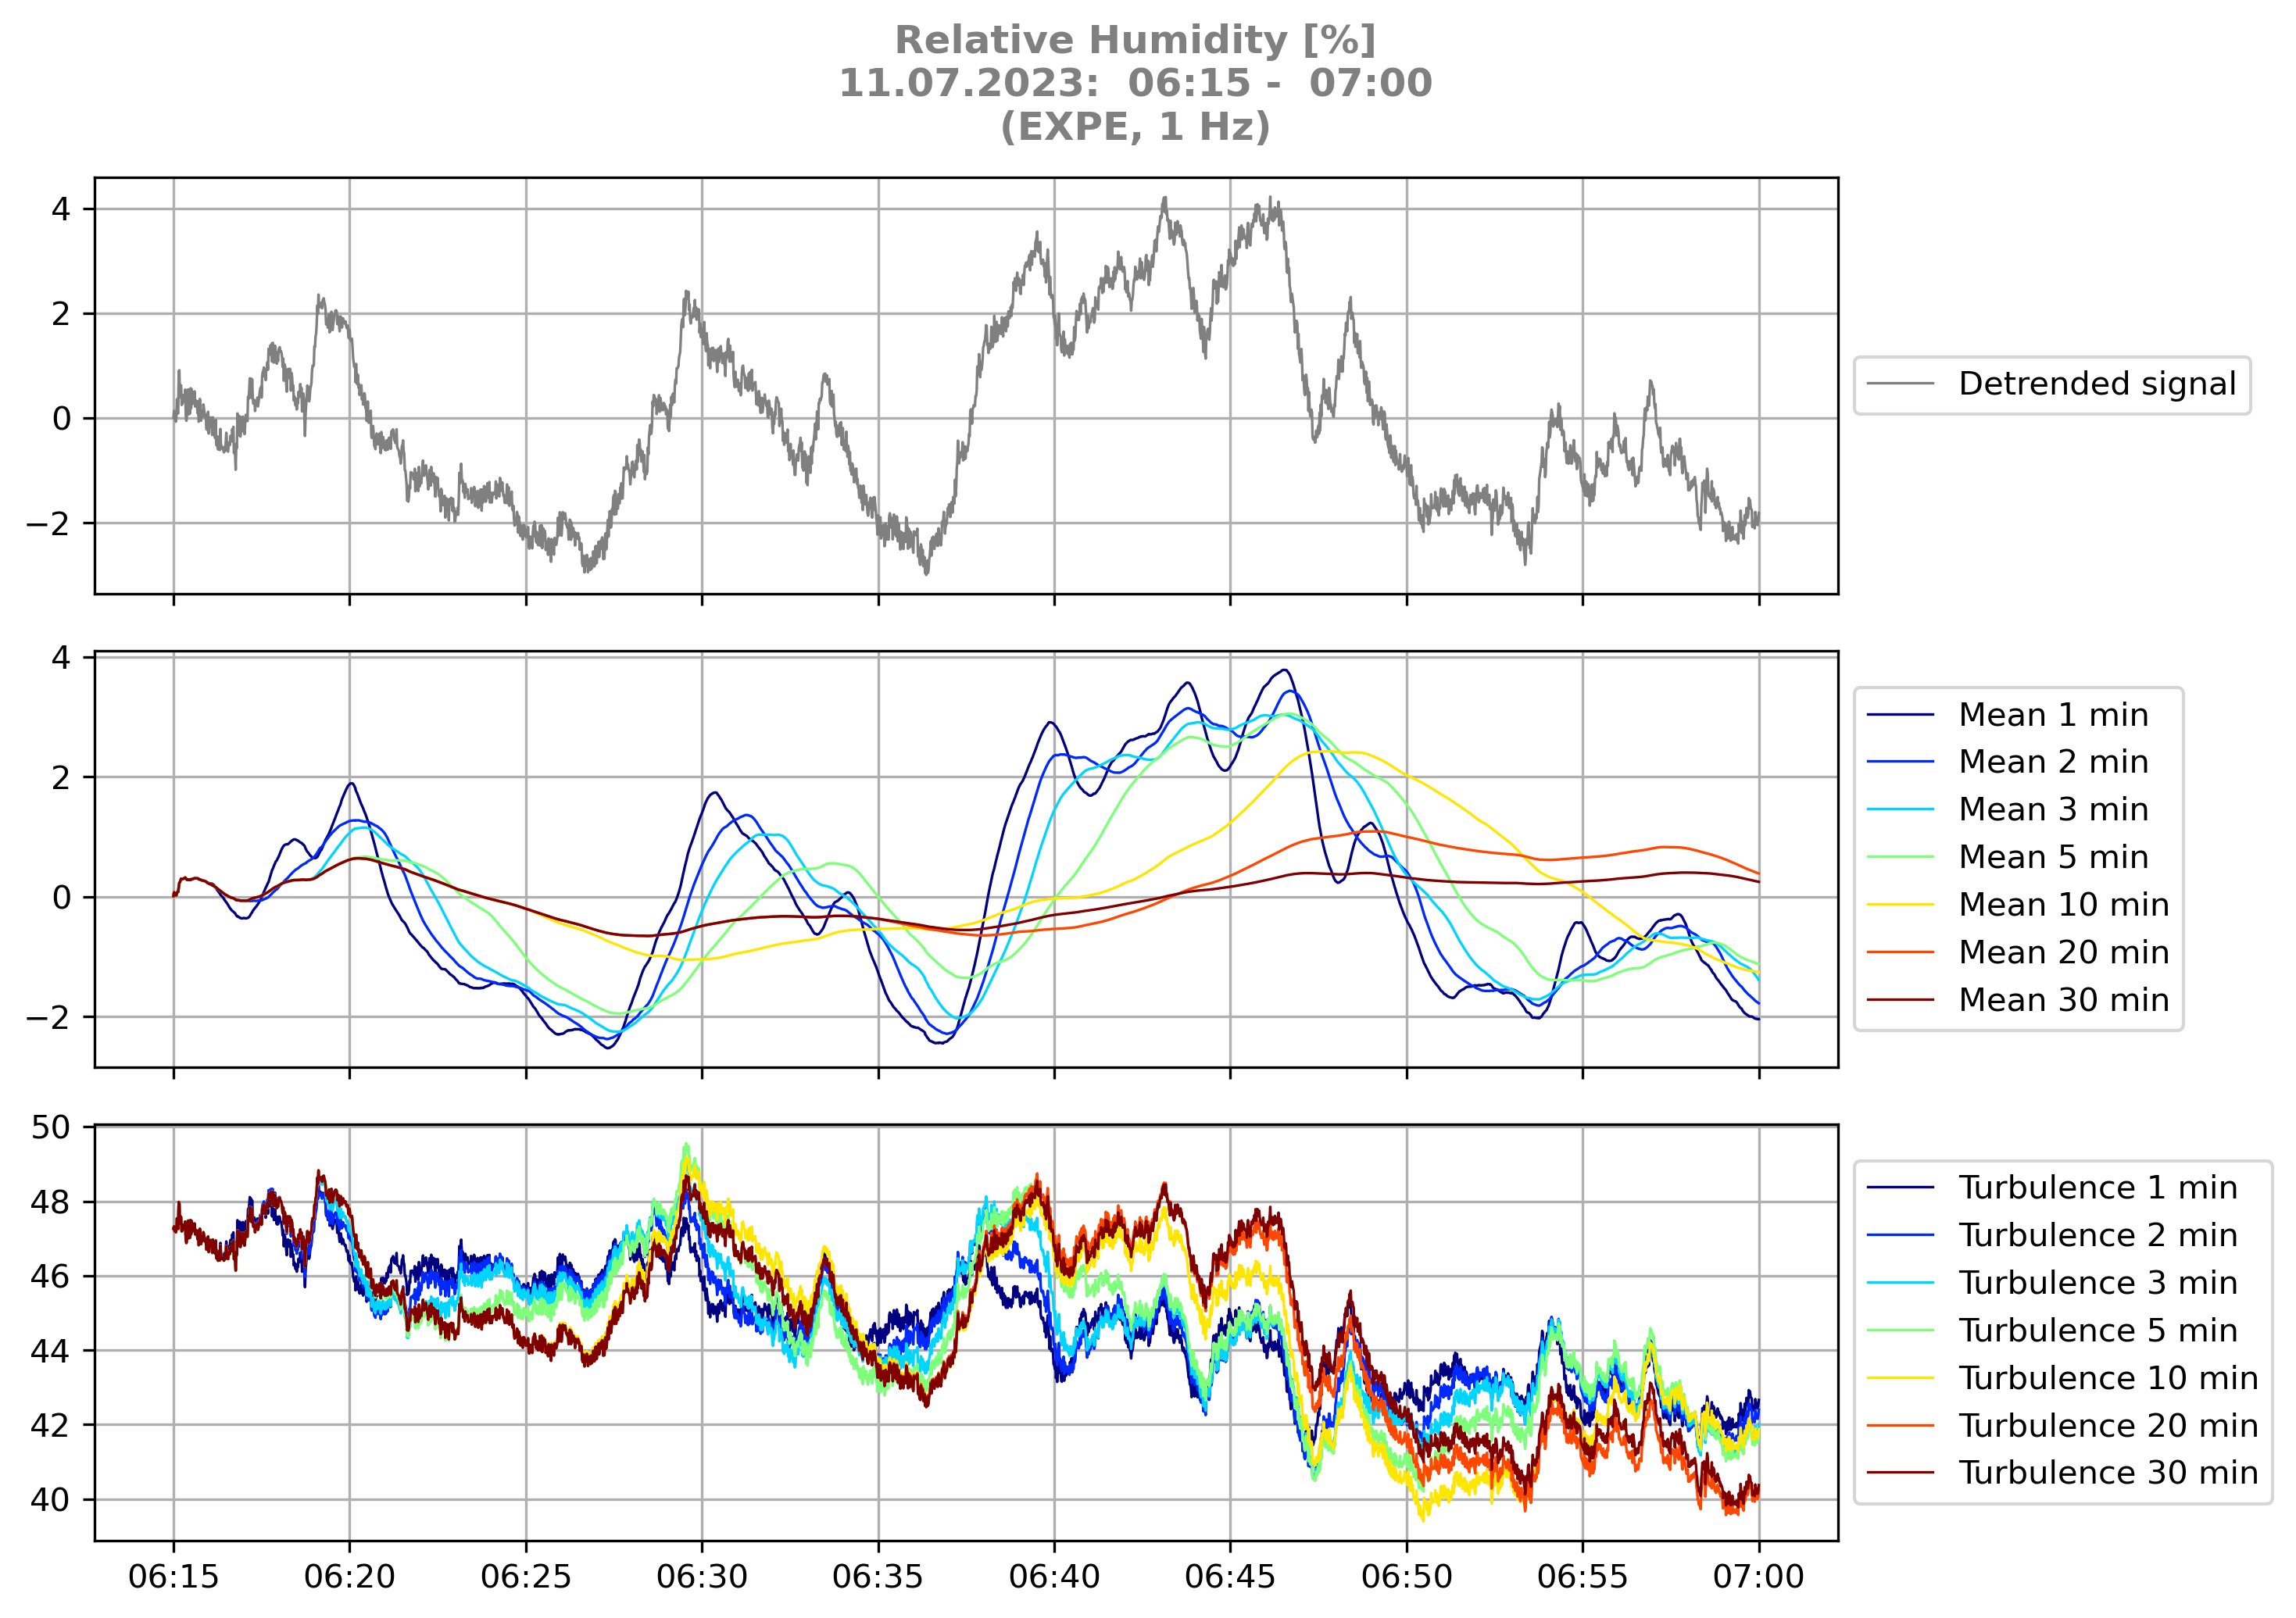 Relative Humidity [%]
11.07.2023:  06:15 -  07:00
(EXPE, 1 Hz)
4
2
0
−2
Detrended signal
4
2
0
−2
Mean 1 min
Mean 2 min
Mean 3 min
Mean 5 min
Mean 10 min
Mean 20 min
Mean 30 min
50
48
46
44
42
40
Turbulence 1 min
Turbulence 2 min
Turbulence 3 min
Turbulence 5 min
Turbulence 10 min
Turbulence 20 min
Turbulence 30 min
06:15 06:20 06:25 06:30 06:35 06:40 06:45 06:50 06:55 07:00